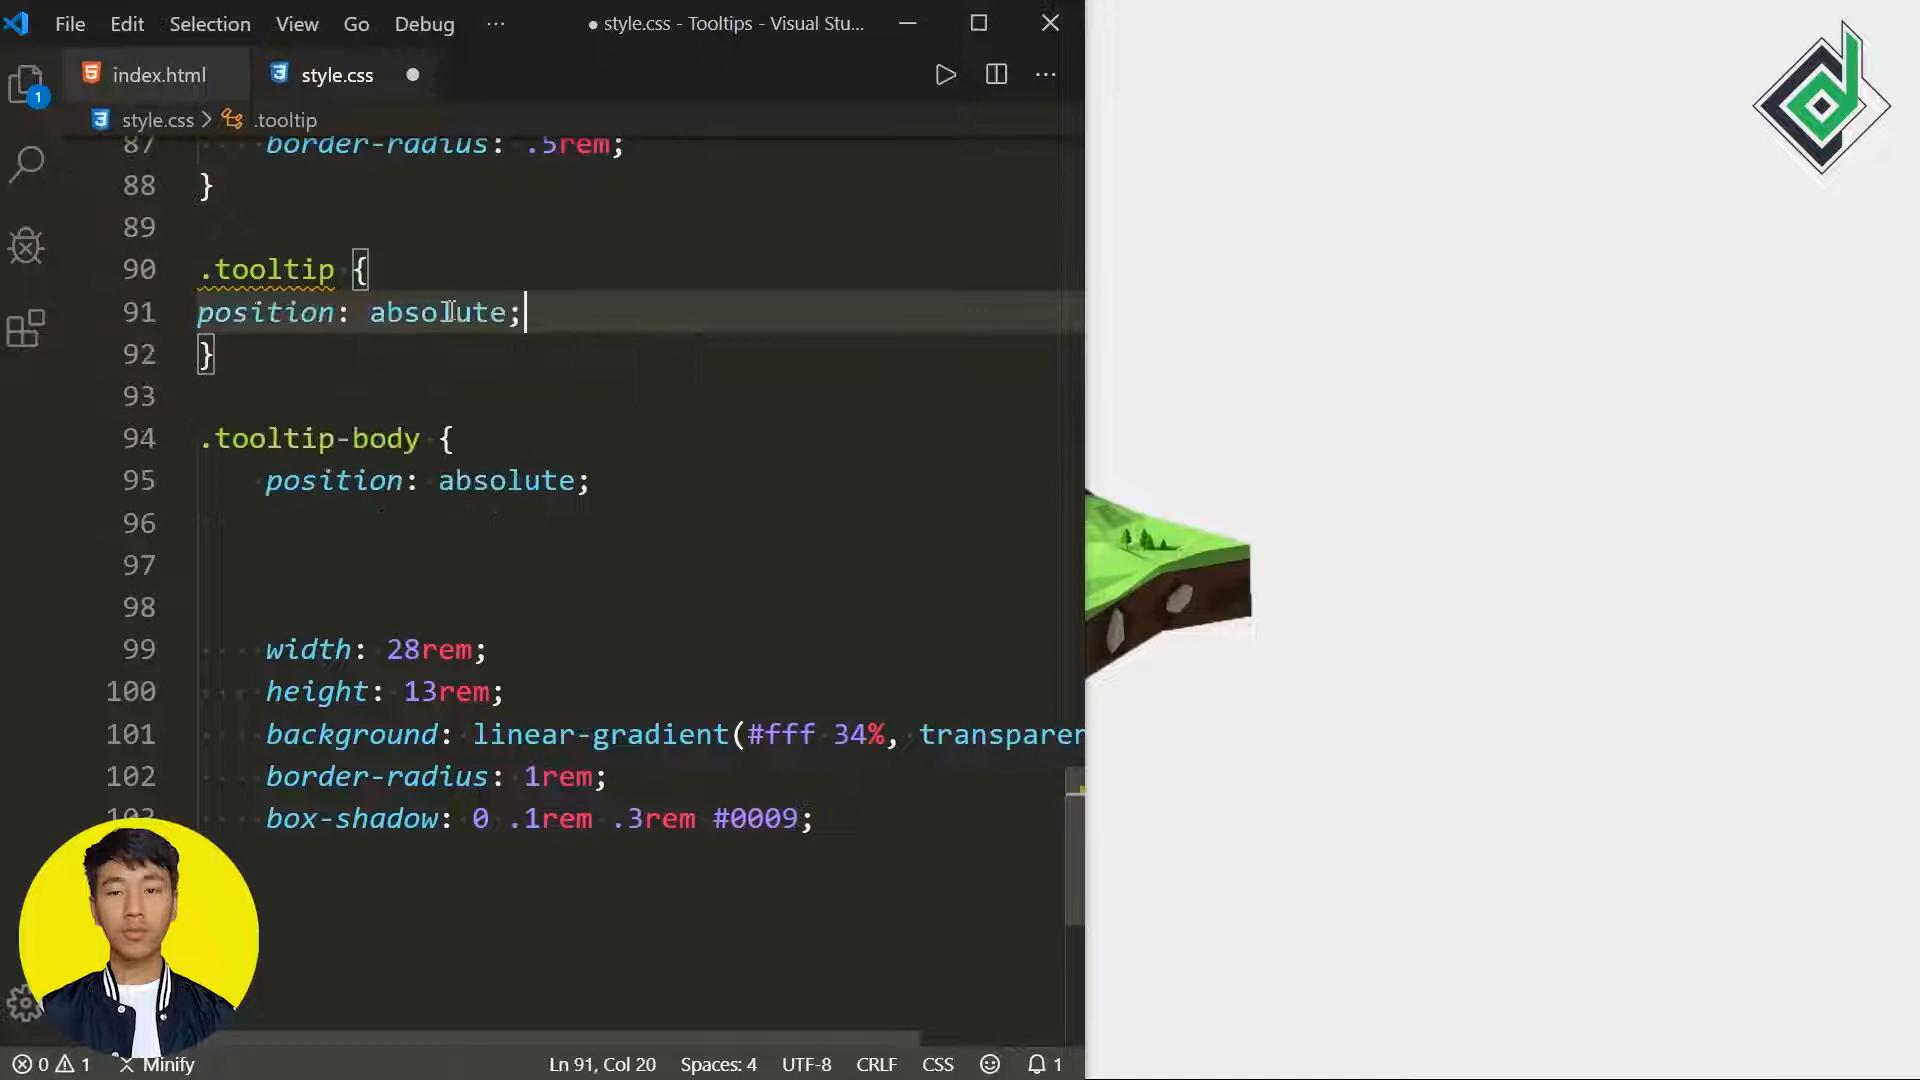 File Edit Selection View Go Debug ··· ● style.css - Tooltips - Visual Stu...
index.html style.css ●
style.css > .tooltip
87 border-radius: .5rem;
88 }
89
90 .tooltip {
91 position: absolute;
92 }
93
94 .tooltip-body {
95 position: absolute;
96
97
98
99 width: 28rem;
100 height: 13rem;
101 background: linear-gradient(#fff 34%, transparen
102 border-radius: 1rem;
103 box-shadow: 0 .1rem .3rem #0009;
1
0 1 Minify Ln 91, Col 20 Spaces: 4 UTF-8 CRLF CSS 1